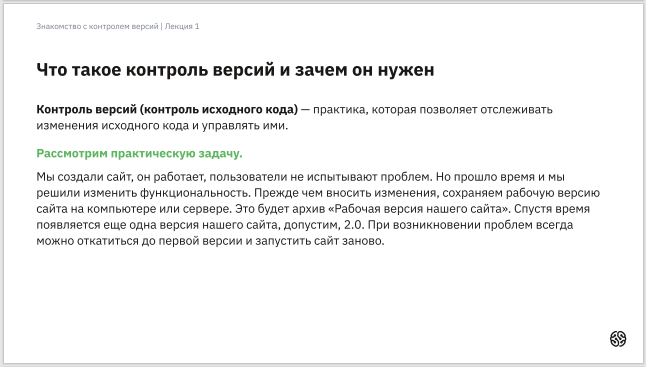 Знакомство с контролем версий | Лекция 1
Что такое контроль версий и зачем он нужен
Контроль версий (контроль исходного кода) — практика, которая позволяет отслеживать
изменения исходного кода и управлять ими.
Рассмотрим практическую задачу.
Мы создали сайт, он работает, пользователи не испытывают проблем. Но прошло время и мы
решили изменить функциональность. Прежде чем вносить изменения, сохраняем рабочую версию
сайта на компьютере или сервере. Это будет архив «Рабочая версия нашего сайта». Спустя время
появляется еще одна версия нашего сайта, допустим, 2.0. При возникновении проблем всегда
можно откатиться до первой версии и запустить сайт заново.